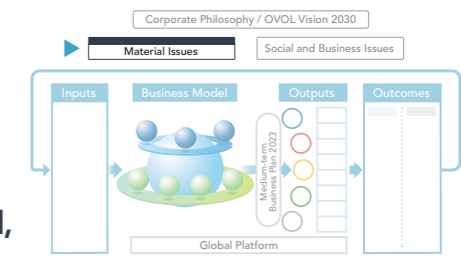 Corporate Philosophy / OVOL Vision 2030
Material Issues
Social and Business Issues
Inputs
Business Model
Outputs
Outcomes
Medium-term
Business Plan 2023
Global Platform
l,